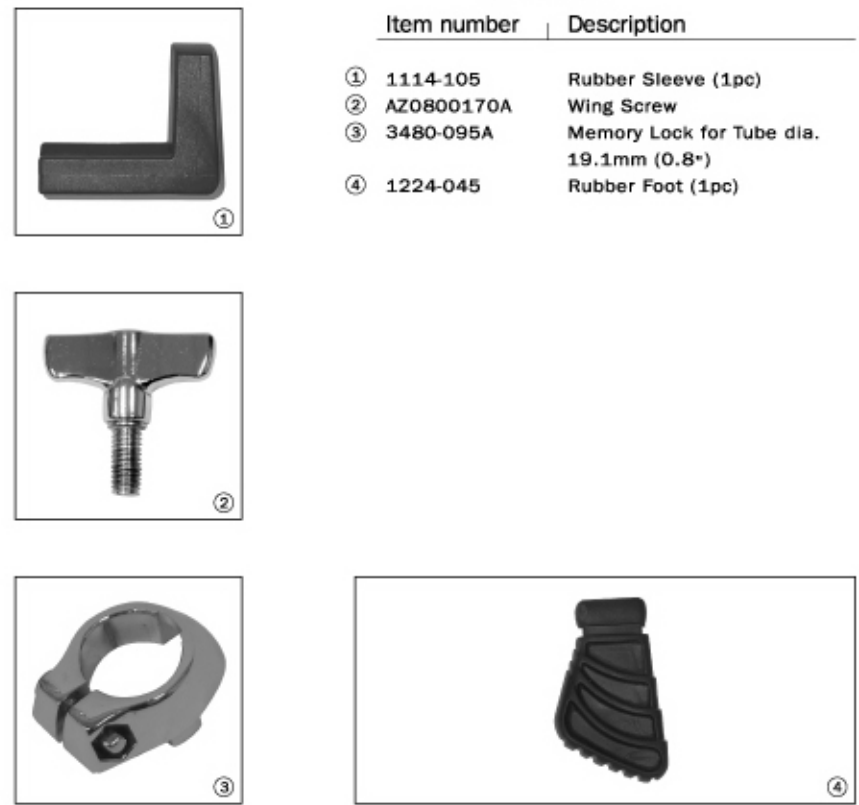 Item number Description
① 1114-105 Rubber Sleeve (1pc)
② AZ0800170A Wing Screw
③ 3480-095A Memory Lock for Tube dia.
19.1mm (0.8")
④ 1224-045 Rubber Foot (1pc)
①
②
③
④